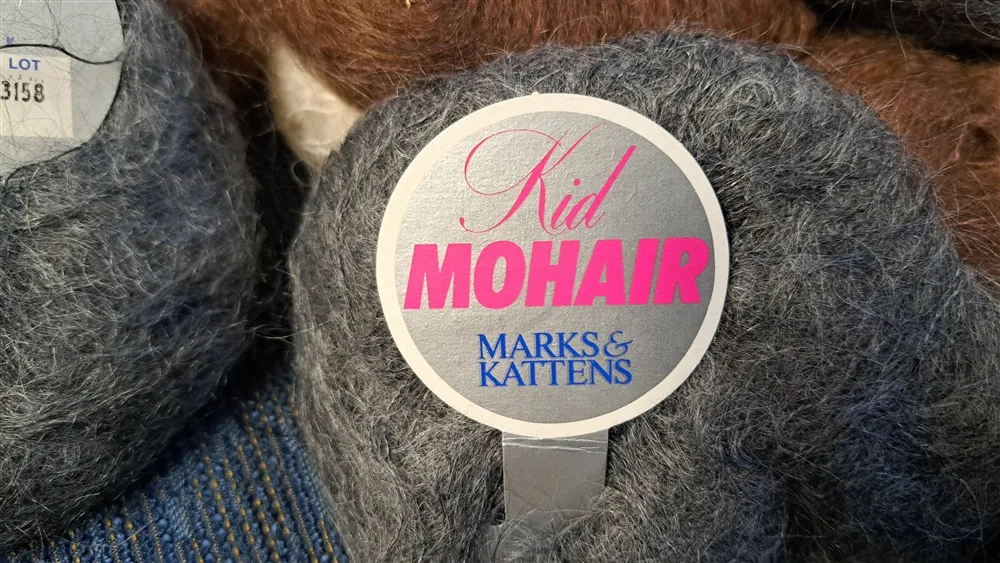 LOT
3158
Kid
MOHAIR
MARKS &
KATTENS